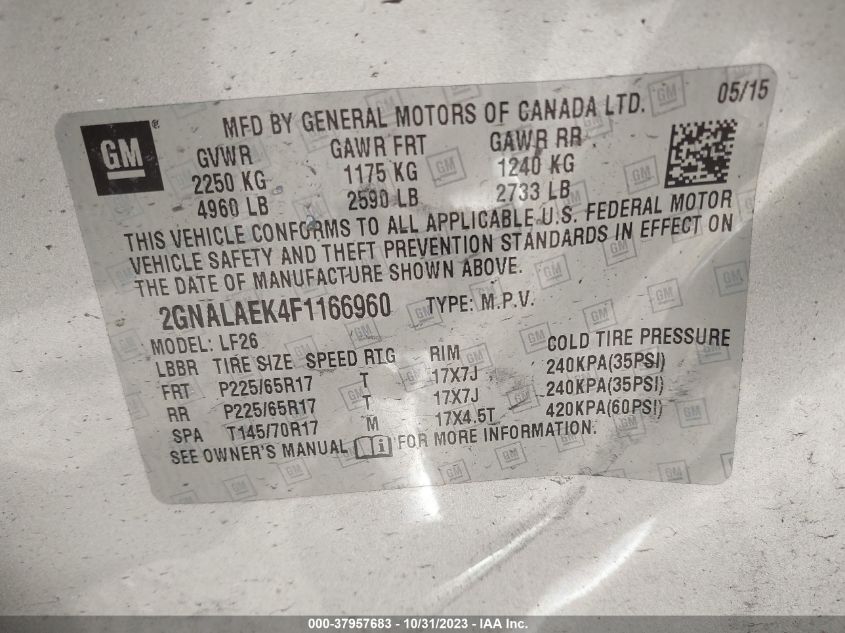 MFD BY GENERAL MOTORS OF CANADA LTD. 05/15
GM®
GVWR GAWR FRT GAWR RR
2250 KG 1175 KG 1240 KG
4960 LB 2590 LB 2733 LB
THIS VEHICLE CONFORMS TO ALL APPLICABLE U.S. FEDERAL MOTOR
VEHICLE SAFETY AND THEFT PREVENTION STANDARDS IN EFFECT ON
THE DATE OF MANUFACTURE SHOWN ABOVE.
2GNALAEK4F1166960 TYPE: M.P.V.
MODEL: LF26
LBBR TIRE SIZE SPEED RTG RIM COLD TIRE PRESSURE
FRT P225/65R17 T 17X7J 240KPA(35PSI)
RR P225/65R17 T 17X7J 240KPA(35PSI)
SPA T145/70R17 M 17X4.5T 420KPA(60PSI)
SEE OWNER'S MANUAL i FOR MORE INFORMATION.
000-37957683 - 10/31/2023 - IAA Inc.